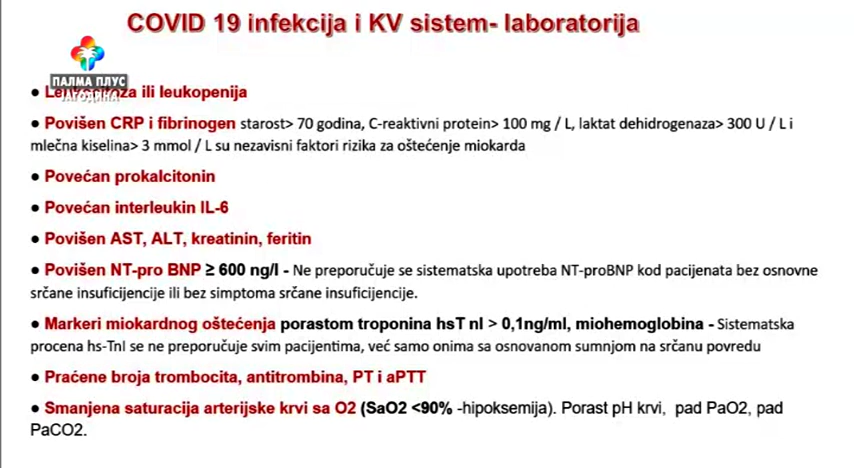 COVID 19 infekcija i KV sistem- laboratorija
ПАЛМА ПЛУС
ЈАГОДИНА
● Leukocitoza ili leukopenija
● Povišen CRP i fibrinogen starost> 70 godina, C-reaktivni protein> 100 mg / L, laktat dehidrogenaza> 300 U / L i
mlečna kiselina> 3 mmol / L su nezavisni faktori rizika za oštećenje miokarda
● Povećan prokalcitonin
● Povećan interleukin IL-6
● Povišen AST, ALT, kreatinin, feritin
● Povišen NT-pro BNP ≥ 600 ng/l - Ne preporučuje se sistematska upotreba NT-proBNP kod pacijenata bez osnovne
srčane insuficijencije ili bez simptoma srčane insuficijencije.
● Markeri miokardnog oštećenja porastom troponina hsT nI > 0,1ng/ml, miohemoglobina - Sistematska
procena hs-TnI se ne preporučuje svim pacijentima, već samo onima sa osnovanom sumnjom na srčanu povredu
● Praćene broja trombocita, antitrombina, PT i aPTT
● Smanjena saturacija arterijske krvi sa O2 (SaO2 <90% -hipoksemija). Porast pH krvi, pad PaO2, pad
PaCO2.